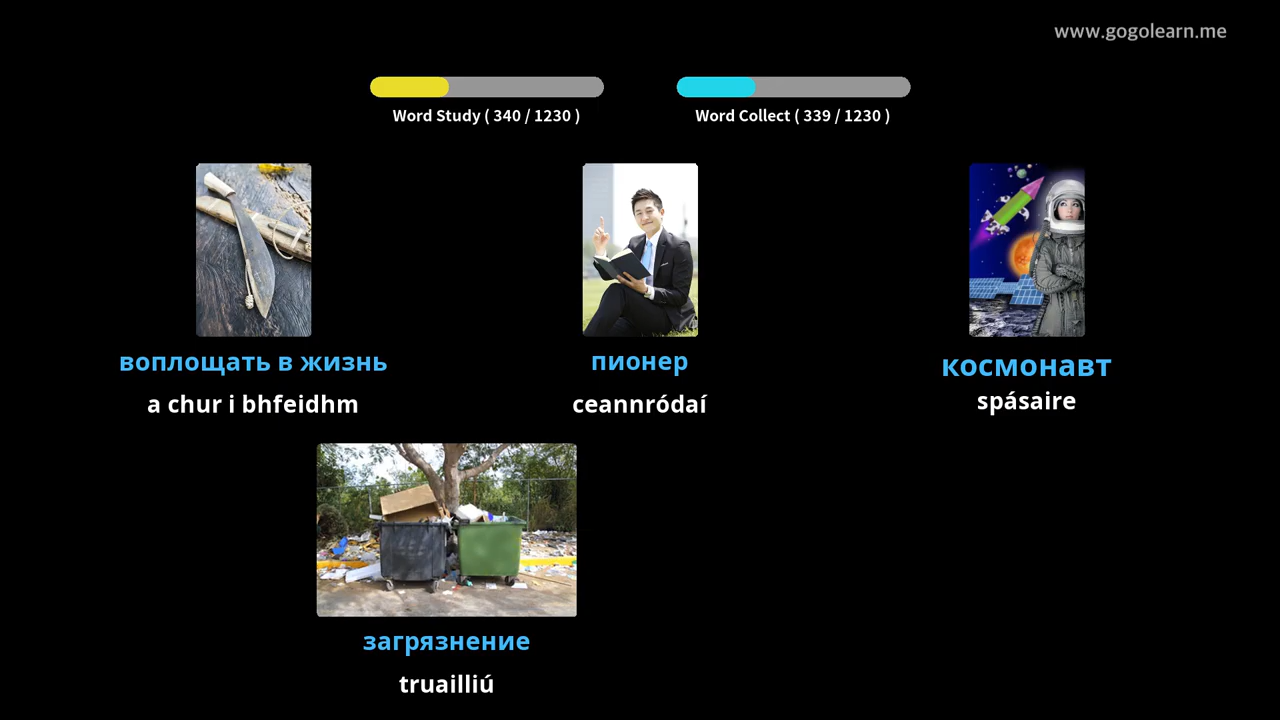 www.gogolearn.me
Word Study ( 340 / 1230 )
Word Collect ( 339 / 1230 )
воплощать в жизнь
a chur i bhfeidhm
пионер
ceannródaí
космонавт
spásaire
загрязнение
truailliú